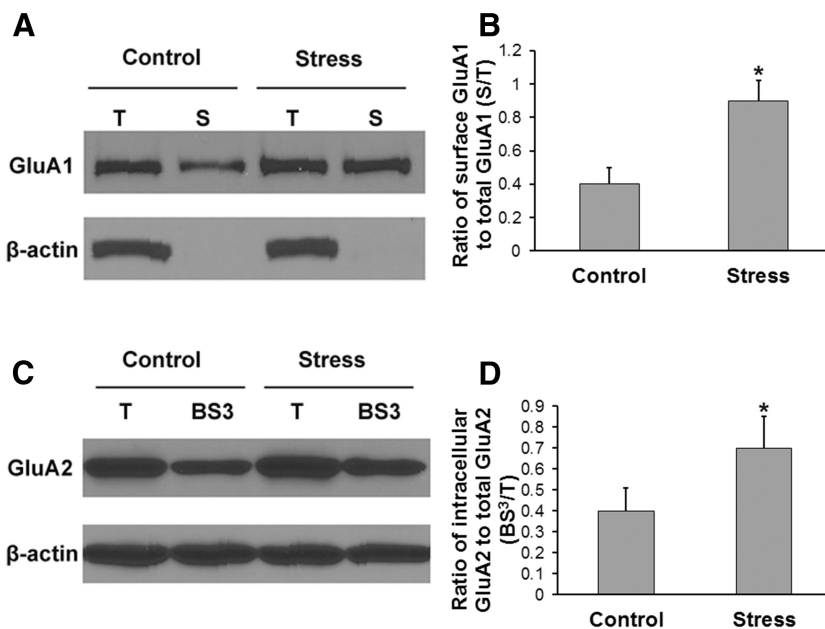 A
Control Stress
T S T S
GluA1
β-actin
B
Ratio of surface GluA1
to total GluA1 (S/T)
1.2
1
0.8
0.6
0.4
0.2
0
*
Control Stress
C
Control Stress
T BS3 T BS3
GluA2
β-actin
D
Ratio of intracellular
GluA2 to total GluA2
(BS³/T)
0.9
0.8
0.7
0.6
0.5
0.4
0.3
0.2
0.1
0
*
Control Stress